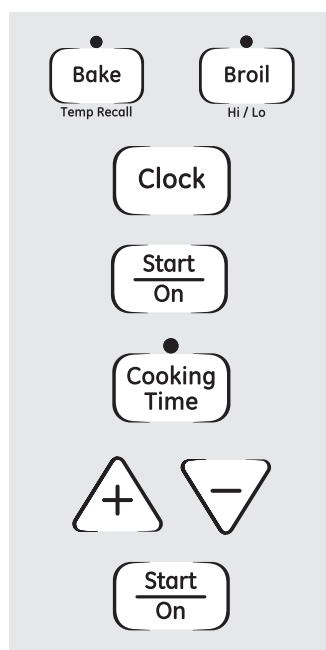 Bake
Broil
Temp Recall
Hi / Lo
Clock
Start
On
Cooking
Time
+ −
Start
On